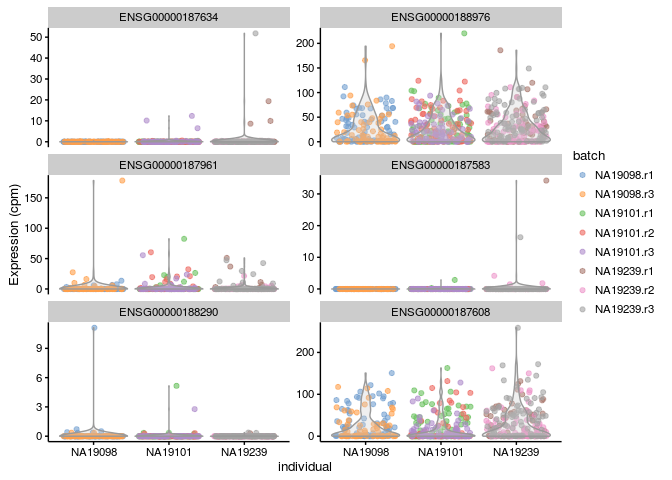 ENSG00000187634
ENSG00000188976
50
40
30
20
10
0
200
150
100
50
0
ENSG00000187961
ENSG00000187583
150
100
50
0
30
20
10
0
ENSG00000188290
ENSG00000187608
9
6
3
0
200
100
0
NA19098
NA19101
NA19239
NA19098
NA19101
NA19239
individual
Expression (cpm)
batch
NA19098.r1
NA19098.r3
NA19101.r1
NA19101.r2
NA19101.r3
NA19239.r1
NA19239.r2
NA19239.r3